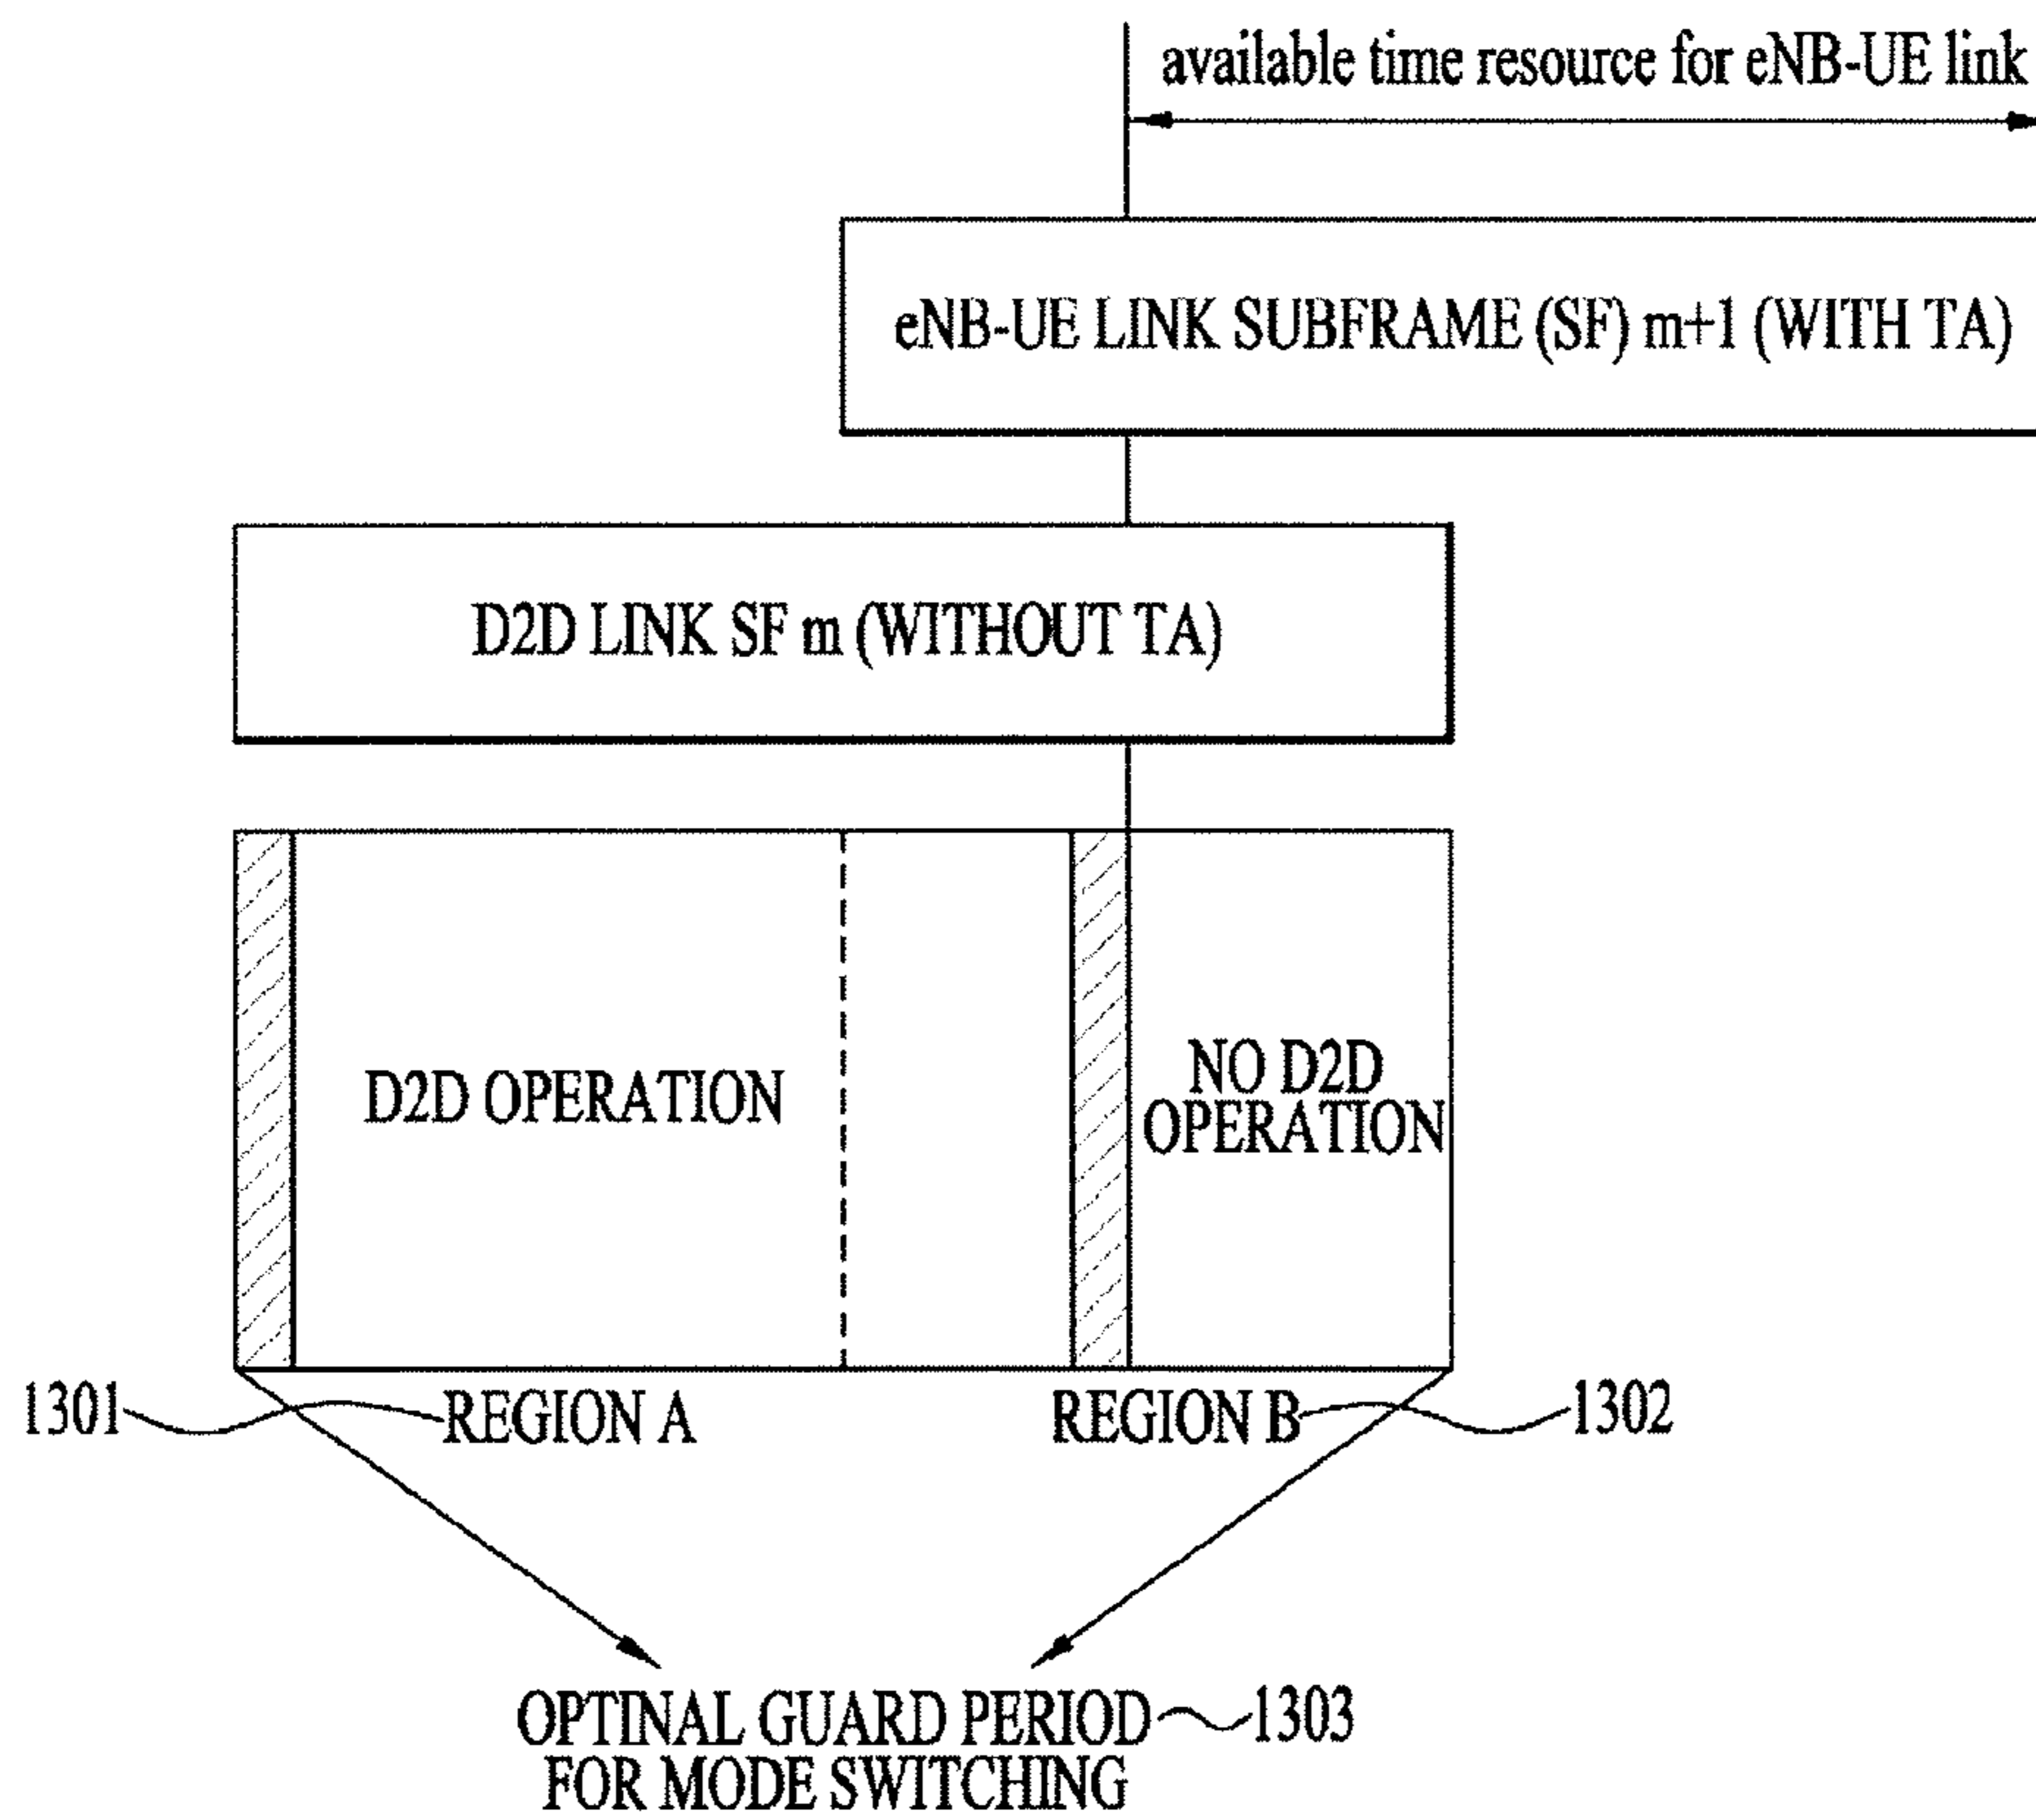 available time resource for eNB-UE link
eNB-UE LINK SUBFRAME (SF) m+1 (WITH TA)
D2D LINK SF m (WITHOUT TA)
D2D OPERATION
NO D2D
OPERATION
1301
REGION A
REGION B
1302
OPTINAL GUARD PERIOD
1303
FOR MODE SWITCHING